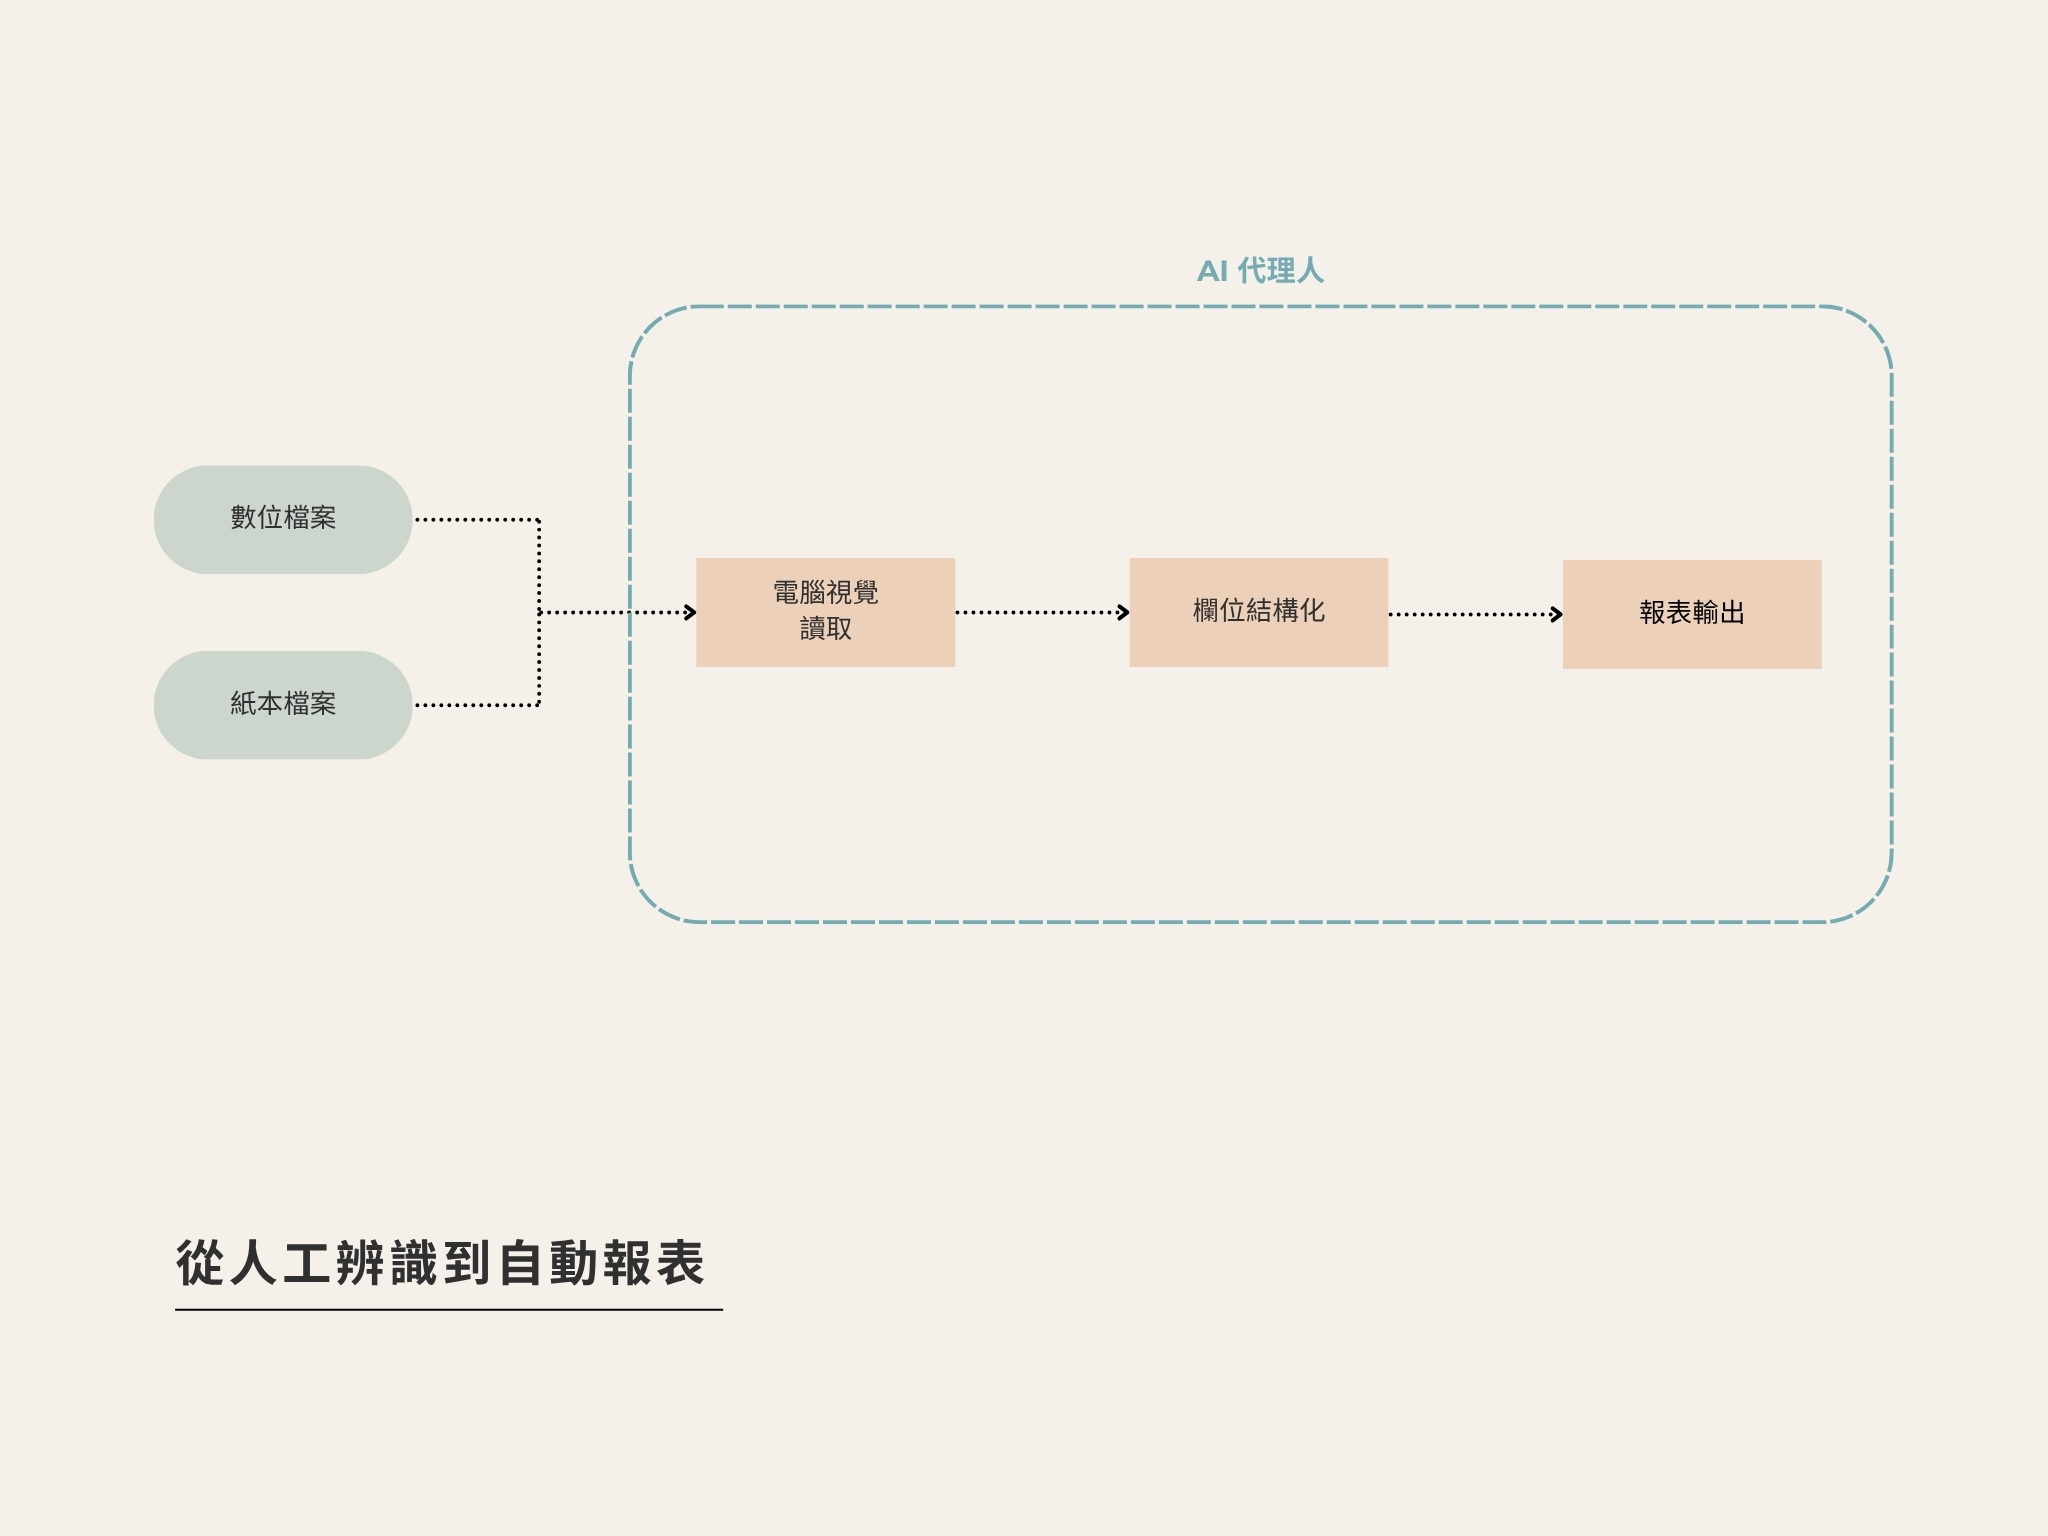 AI 代理人
數位檔案
紙本檔案
電腦視覺
讀取
欄位結構化
報表輸出
從人工辨識到自動報表